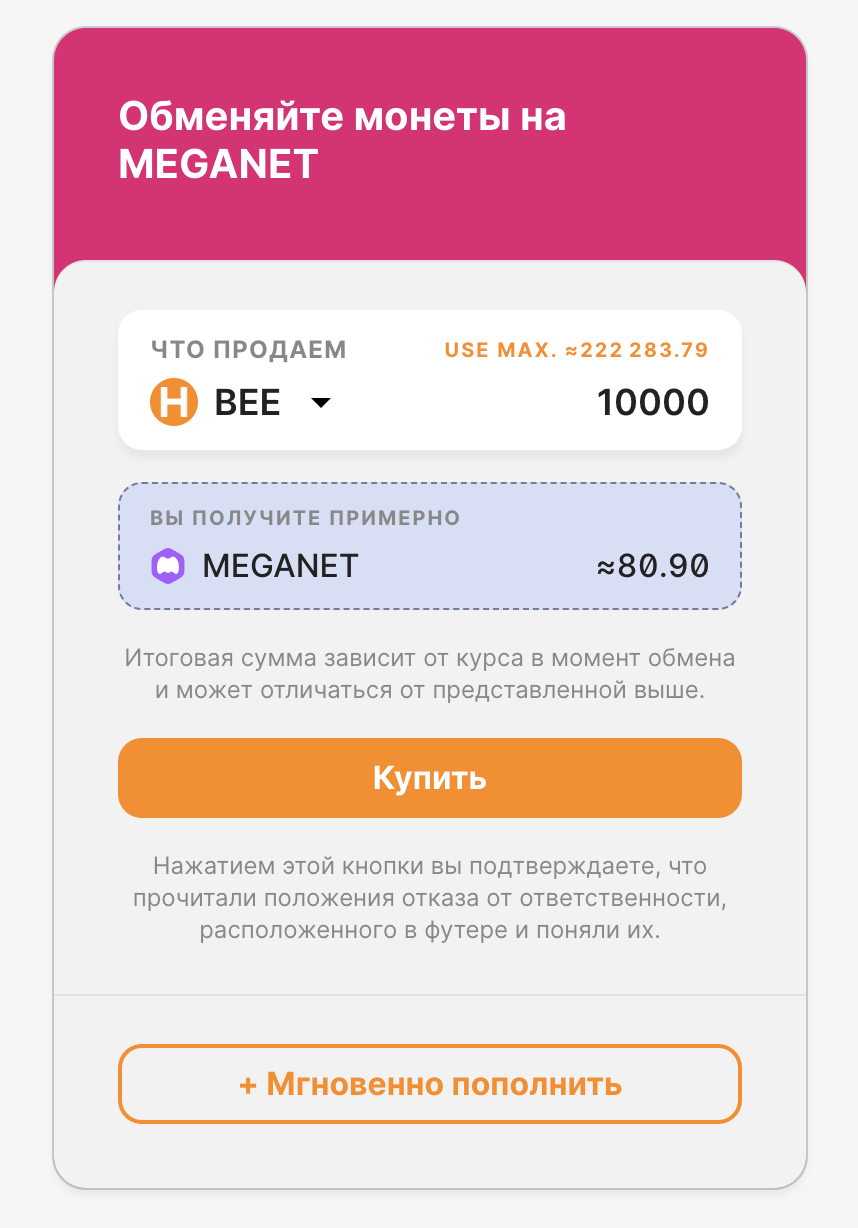 Обменяйте монеты на
MEGANET
ЧТО ПРОДАЕМ USE MAX. ≈222 283.79
H BEE 10000
ВЫ ПОЛУЧИТЕ ПРИМЕРНО
MEGANET ≈80.90
Итоговая сумма зависит от курса в момент обмена
и может отличаться от представленной выше.
Купить
Нажатием этой кнопки вы подтверждаете, что
прочитали положения отказа от ответственности,
расположенного в футере и поняли их.
+ Мгновенно пополнить